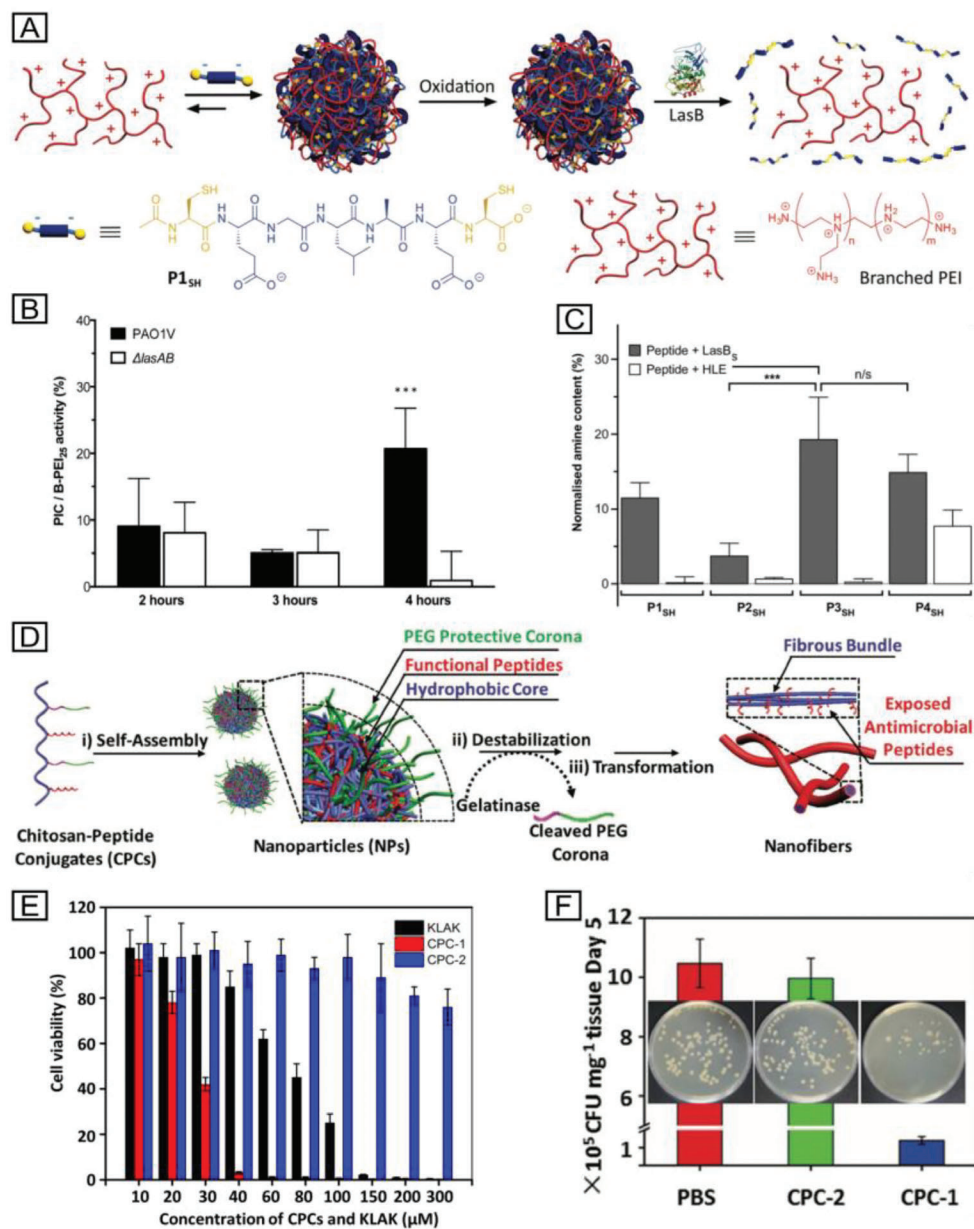 A
Oxidation
LasB
SH
SH
P1SH
Branched PEI
B
PIC / B-PEI25 activity (%)
40
30
20
10
0
PAO1V
ΔlasAB
***
2 hours
3 hours
4 hours
C
Normalised amine content (%)
30
20
10
0
Peptide + LasBS
Peptide + HLE
***
n/s
P1SH
P2SH
P3SH
P4SH
D
PEG Protective Corona
Functional Peptides
Hydrophobic Core
Fibrous Bundle
Exposed
Antimicrobial
Peptides
i) Self-Assembly
ii) Destabilization
iii) Transformation
Gelatinase
Cleaved PEG
Corona
Chitosan-Peptide
Conjugates (CPCs)
Nanoparticles (NPs)
Nanofibers
E
Cell viability (%)
120
100
80
60
40
20
0
KLAK
CPC-1
CPC-2
10 20 30 40 60 80 100 150 200 300
Concentration of CPCs and KLAK (μM)
F
×10⁵ CFU mg⁻¹ tissue Day 5
12
10
8
6
1
PBS
CPC-2
CPC-1